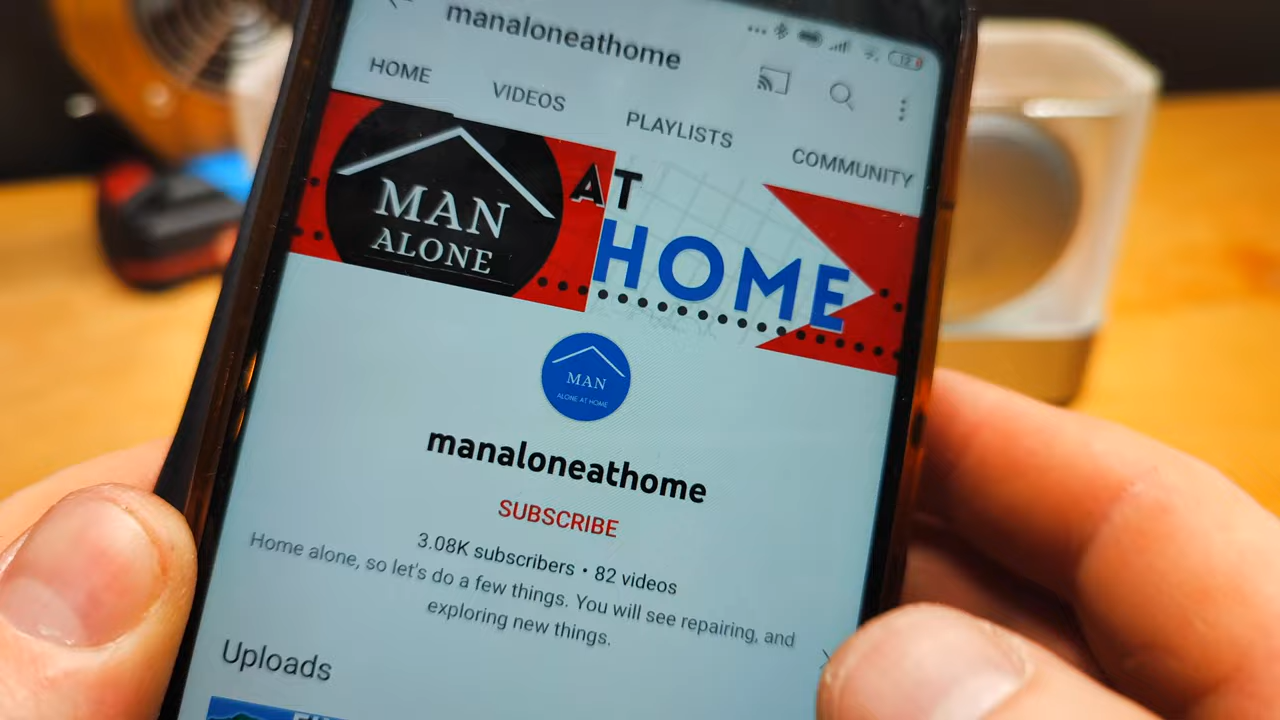 manaloneathome
HOME VIDEOS PLAYLISTS COMMUNITY
MAN
ALONE
AT
HOME
MAN
ALONE AT HOME
manaloneathome
SUBSCRIBE
3.08K subscribers • 82 videos
Home alone, so let's do a few things. You will see repairing, and
exploring new things.
Uploads